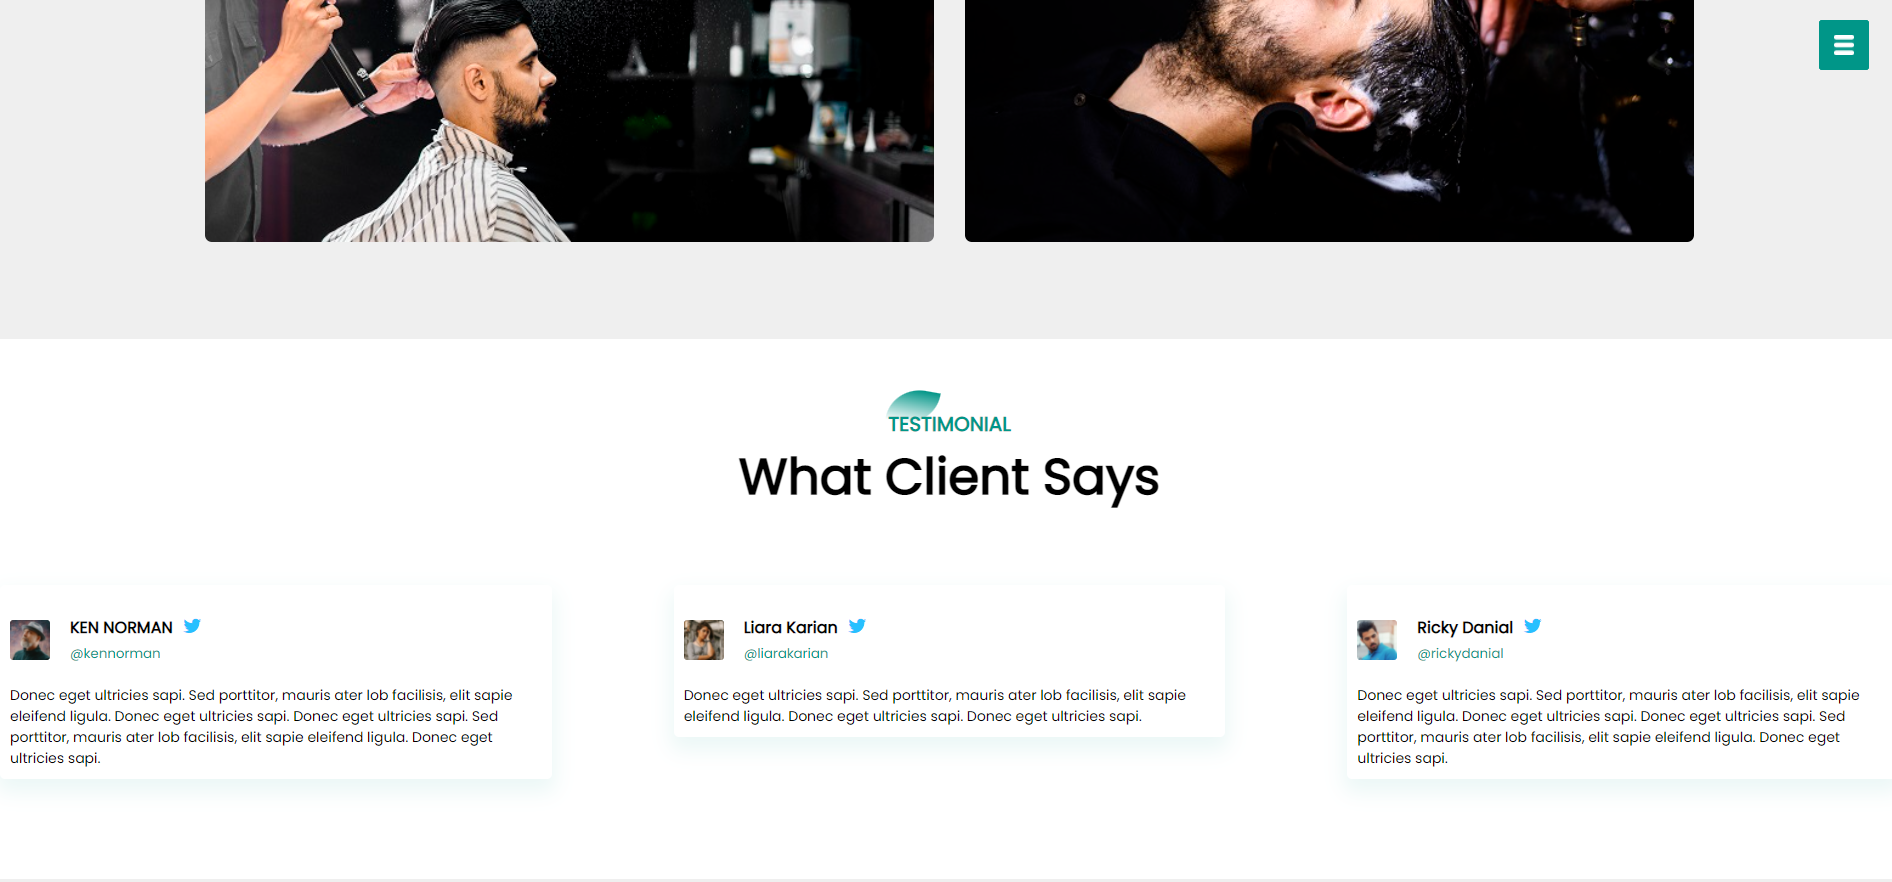 TESTIMONIAL
What Client Says
KEN NORMAN
@kennorman
Donec eget ultricies sapi. Sed porttitor, mauris ater lob facilisis, elit sapie
eleifend ligula. Donec eget ultricies sapi. Donec eget ultricies sapi. Sed
porttitor, mauris ater lob facilisis, elit sapie eleifend ligula. Donec eget
ultricies sapi.
Liara Karian
@liarakarian
Donec eget ultricies sapi. Sed porttitor, mauris ater lob facilisis, elit sapie
eleifend ligula. Donec eget ultricies sapi. Donec eget ultricies sapi.
Ricky Danial
@rickydanial
Donec eget ultricies sapi. Sed porttitor, mauris ater lob facilisis, elit sapie
eleifend ligula. Donec eget ultricies sapi. Donec eget ultricies sapi. Sed
porttitor, mauris ater lob facilisis, elit sapie eleifend ligula. Donec eget
ultricies sapi.